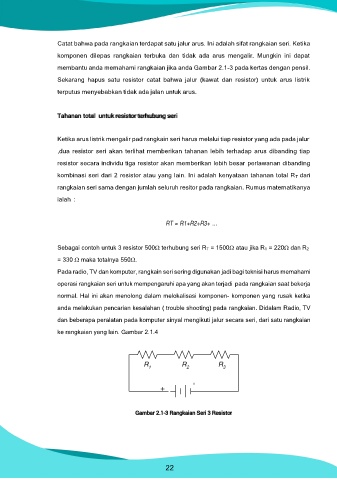 Catat bahwa pada rangkaian terdapat satu jalur arus. Ini adalah sifat rangkaian seri. Ketika
komponen dilepas rangkaian terbuka dan tidak ada arus mengalir. Mungkin ini dapat
membantu anda memahami rangkaian jika anda Gambar 2.1-3 pada kertas dengan pensil.
Sekarang hapus satu resistor catat bahwa jalur (kawat dan resistor) untuk arus listrik
terputus menyebabkan tidak ada jalan untuk arus.
Tahanan total untuk resistor terhubung seri
Ketika arus listrik mengalir pad rangkain seri harus melalui tiap resistor yang ada pada jalur
,dua resistor seri akan terlihat memberikan tahanan lebih terhadap arus dibanding tiap
resistor secara individu tiga resistor akan memberikan lebih besar perlawanan dibanding
kombinasi seri dari 2 resistor atau yang lain. Ini adalah kenyataan tahanan total RT dari
rangkaian seri sama dengan jumlah seluruh resitor pada rangkaian. Rumus matematikanya
ialah :
RT = R1+R2+R3+ ...
Sebagai contoh untuk 3 resistor 500Ω terhubung seri RT = 1500Ω atau jika R1 = 220Ω dan R2
= 330 Ω maka totalnya 550Ω.
Pada radio, TV dan komputer, rangkain seri sering digunakan jadi bagi teknisi harus memahami
operasi rangkaian seri untuk mempengaruhi apa yang akan terjadi pada rangkaian saat bekerja
normal. Hal ini akan menolong dalam melokalisasi komponen- komponen yang rusak ketika
anda melakukan pencarian kesalahan ( trouble shooting) pada rangkaian. Didalam Radio, TV
dan beberapa peralatan pada komputer sinyal mengikuti jalur secara seri, dari satu rangkaian
ke rangkaian yang lain. Gambar 2.1.4
R1 R2 R3
+ -
Gambar 2.1-3 Rangkaian Seri 3 Resistor
22